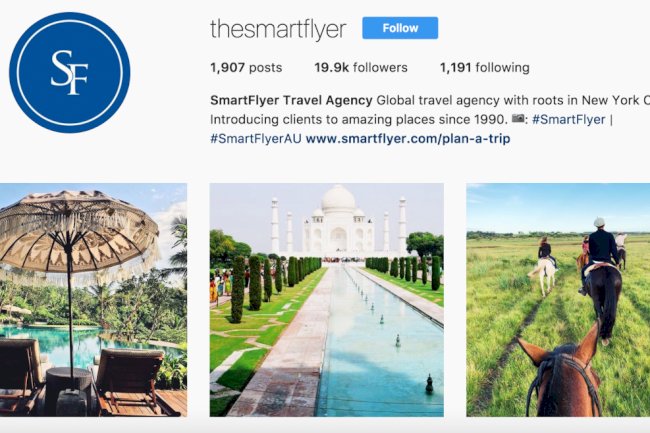 SF
thesmartflyer Follow
1,907 posts 19.9k followers 1,191 following
SmartFlyer Travel Agency Global travel agency with roots in New York C
Introducing clients to amazing places since 1990. 📷: #SmartFlyer |
#SmartFlyerAU www.smartflyer.com/plan-a-trip